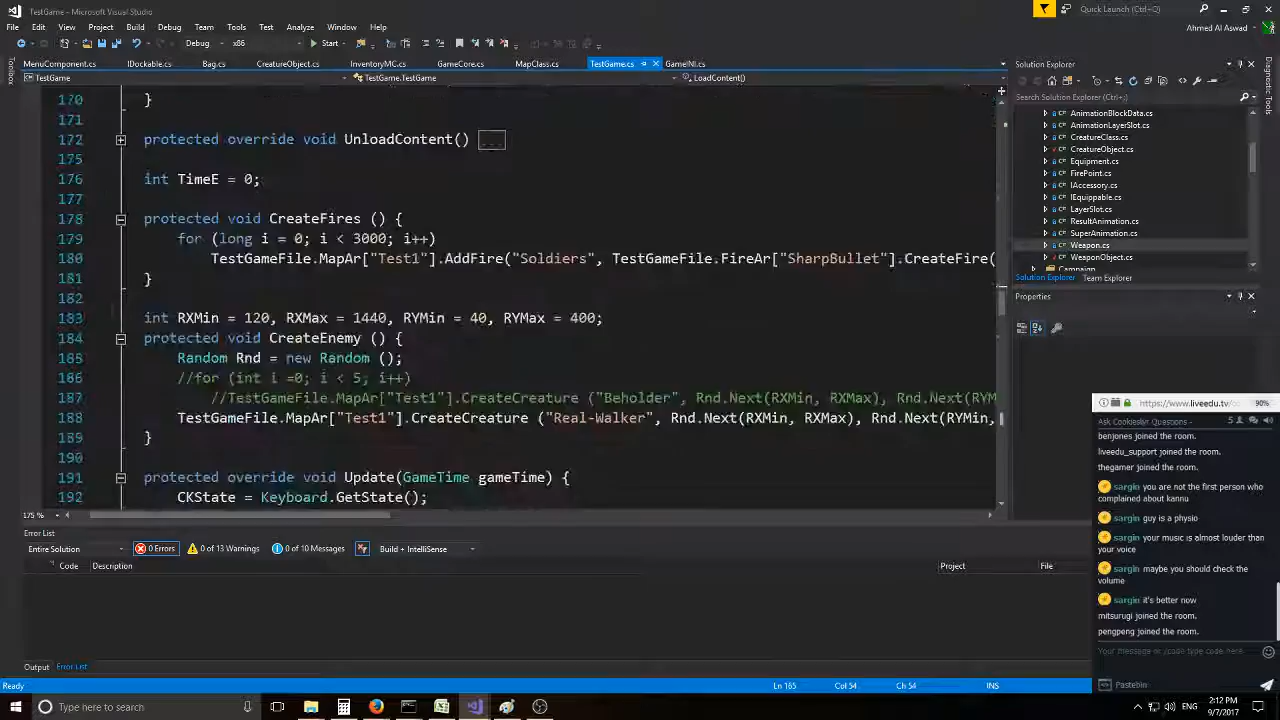 TestGame - Microsoft Visual Studio
Quick Launch (Ctrl+Q)
File Edit View Project Build Debug Team Tools Test Analyze Window Help
Ahmed Al Aswad
Debug x86 Start
MenuComponent.cs IDockable.cs Bag.cs CreatureObject.cs InventoryMC.cs GameCore.cs MapClass.cs TestGame.cs GameINI.cs
TestGame TestGame.TestGame LoadContent()
170 }
171
172 protected override void UnloadContent() ...
175
176 int TimeE = 0;
177
178 protected void CreateFires () {
179 for (long i = 0; i < 3000; i++)
180 TestGameFile.MapAr["Test1"].AddFire("Soldiers", TestGameFile.FireAr["SharpBullet"].CreateFire(
181 }
182
183 int RXMin = 120, RXMax = 1440, RYMin = 40, RYMax = 400;
184 protected void CreateEnemy () {
185 Random Rnd = new Random ();
186 //for (int i =0; i < 5; i++)
187 //TestGameFile.MapAr["Test1"].CreateCreature ("Beholder", Rnd.Next(RXMin, RXMax), Rnd.Next(RYM
188 TestGameFile.MapAr["Test1"].CreateCreature ("Real-Walker", Rnd.Next(RXMin, RXMax), Rnd.Next(RYMin,
189 }
190
191 protected override void Update(GameTime gameTime) {
192 CKState = Keyboard.GetState();
175 %
Toolbox
Solution Explorer
Search Solution Explorer (Ctrl+;)
AnimationBlockData.cs
AnimationLayerSlot.cs
CreatureClass.cs
CreatureObject.cs
Equipment.cs
FirePoint.cs
IAccessory.cs
IEquippable.cs
LayerSlot.cs
ResultAnimation.cs
SuperAnimation.cs
Weapon.cs
WeaponObject.cs
Campaign
Solution Explorer Team Explorer
Properties
Diagnostic Tools
Error List
Entire Solution 0 Errors 0 of 13 Warnings 0 of 10 Messages Build + IntelliSense
Code Description Project File
Output Error List
Ready Ln 165 Col 54 Ch 54 INS
https://www.liveedu.tv/ 90%
5
benjones joined the room.
liveedu_support joined the room.
thegamer joined the room.
sargin you are not the first person who
complained about kannu
sargin guy is a physio
sargin your music is almost louder than
your voice
sargin maybe you should check the
volume
sargin it's better now
mitsurugi joined the room.
pengpeng joined the room.
Your message or /code type code here
Pastebin
Type here to search
2:12 PM
9/7/2017